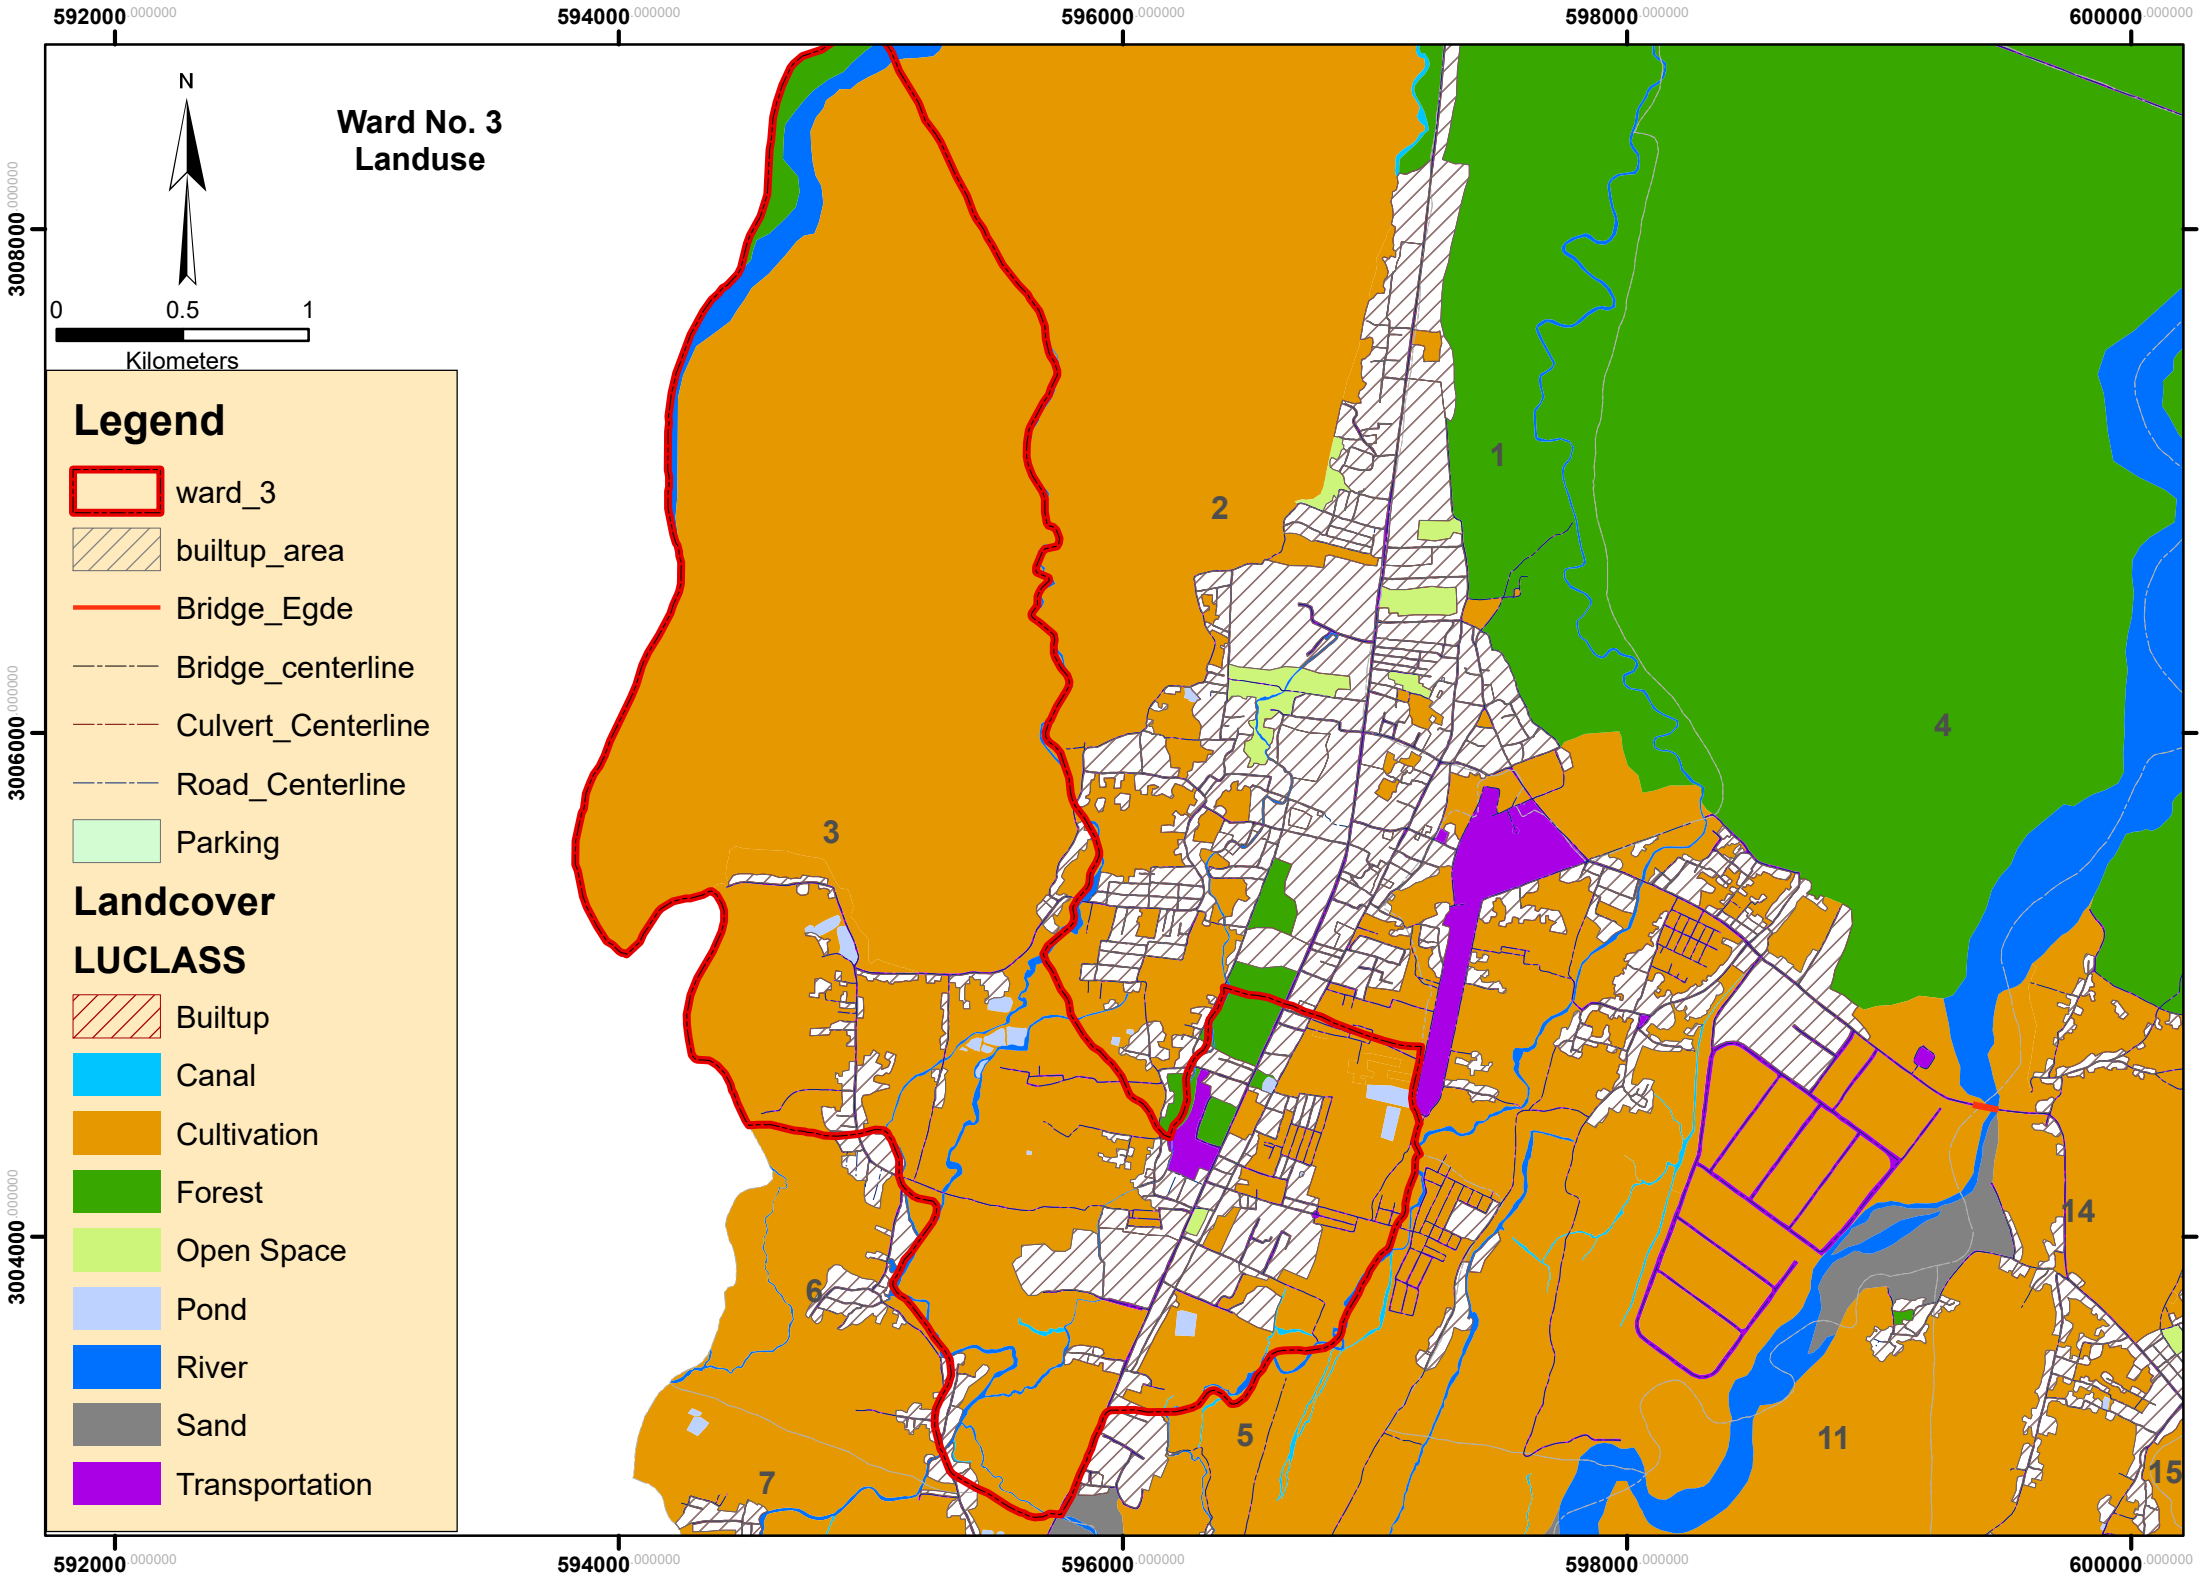 592000.000000 594000.000000 596000.000000 598000.000000 600000.000000
N
Ward No. 3
Landuse
3008000.000000
3006000.000000
3004000.000000
0 0.5 1
Kilometers
Legend
ward_3
builtup_area
Bridge_Egde
Bridge_centerline
Culvert_Centerline
Road_Centerline
Parking
Landcover
LUCLASS
Builtup
Canal
Cultivation
Forest
Open Space
Pond
River
Sand
Transportation
1
2
4
3
14
6
5
11
7
15
592000.000000 594000.000000 596000.000000 598000.000000 600000.000000